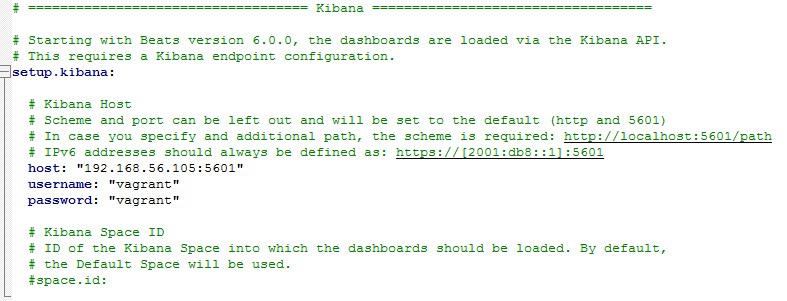 # =================================== Kibana ===================================
# Starting with Beats version 6.0.0, the dashboards are loaded via the Kibana API.
# This requires a Kibana endpoint configuration.
setup.kibana:
# Kibana Host
# Scheme and port can be left out and will be set to the default (http and 5601)
# In case you specify and additional path, the scheme is required: http://localhost:5601/path
# IPv6 addresses should always be defined as: https://[2001:db8::1]:5601
host: "192.168.56.105:5601"
username: "vagrant"
password: "vagrant"
# Kibana Space ID
# ID of the Kibana Space into which the dashboards should be loaded. By default,
# the Default Space will be used.
#space.id: